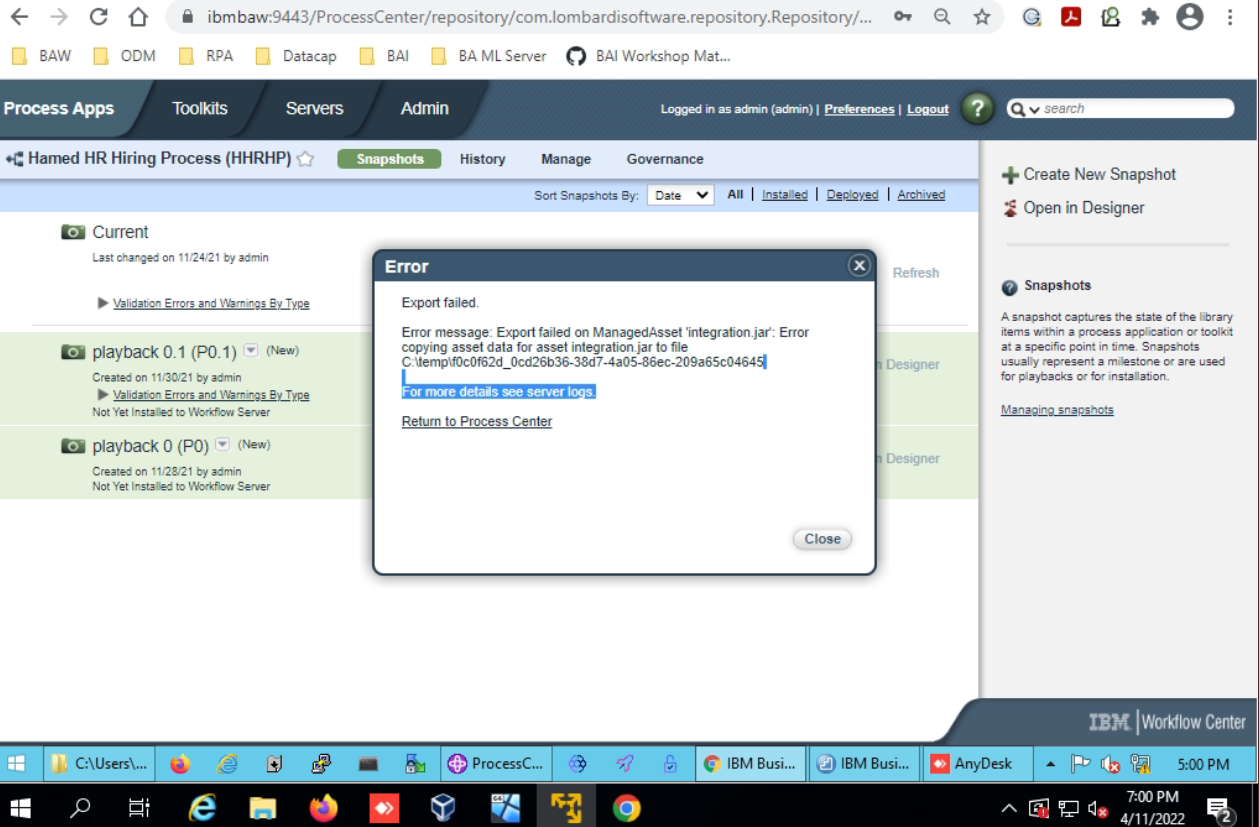 ibmbaw:9443/ProcessCenter/repository/com.lombardisoftware.repository.Repository/...
BAW ODM RPA Datacap BAI BA ML Server BAI Workshop Mat...
Process Apps Toolkits Servers Admin Logged in as admin (admin) | Preferences | Logout ? search
Hamed HR Hiring Process (HHRHP) Snapshots History Manage Governance
Sort Snapshots By: Date All | Installed | Deployed | Archived
Create New Snapshot
Open in Designer
Current
Last changed on 11/24/21 by admin
Refresh
Validation Errors and Warnings By Type
playback 0.1 (P0.1) (New)
Created on 11/30/21 by admin
Validation Errors and Warnings By Type
Not Yet Installed to Workflow Server
n Designer
playback 0 (P0) (New)
Created on 11/28/21 by admin
Not Yet Installed to Workflow Server
n Designer
Error
Export failed.
Error message: Export failed on ManagedAsset 'integration.jar': Error
copying asset data for asset integration.jar to file
C:\temp\f0c0f62d_0cd26b36-38d7-4a05-86ec-209a65c04645
For more details see server logs.
Return to Process Center
Close
? Snapshots
A snapshot captures the state of the library
items within a process application or toolkit
at a specific point in time. Snapshots
usually represent a milestone or are used
for playbacks or for installation.
Managing snapshots
IBM | Workflow Center
C:\Users\... ProcessC... IBM Busi... IBM Busi... AnyDesk 5:00 PM
64
7:00 PM
4/11/2022
2